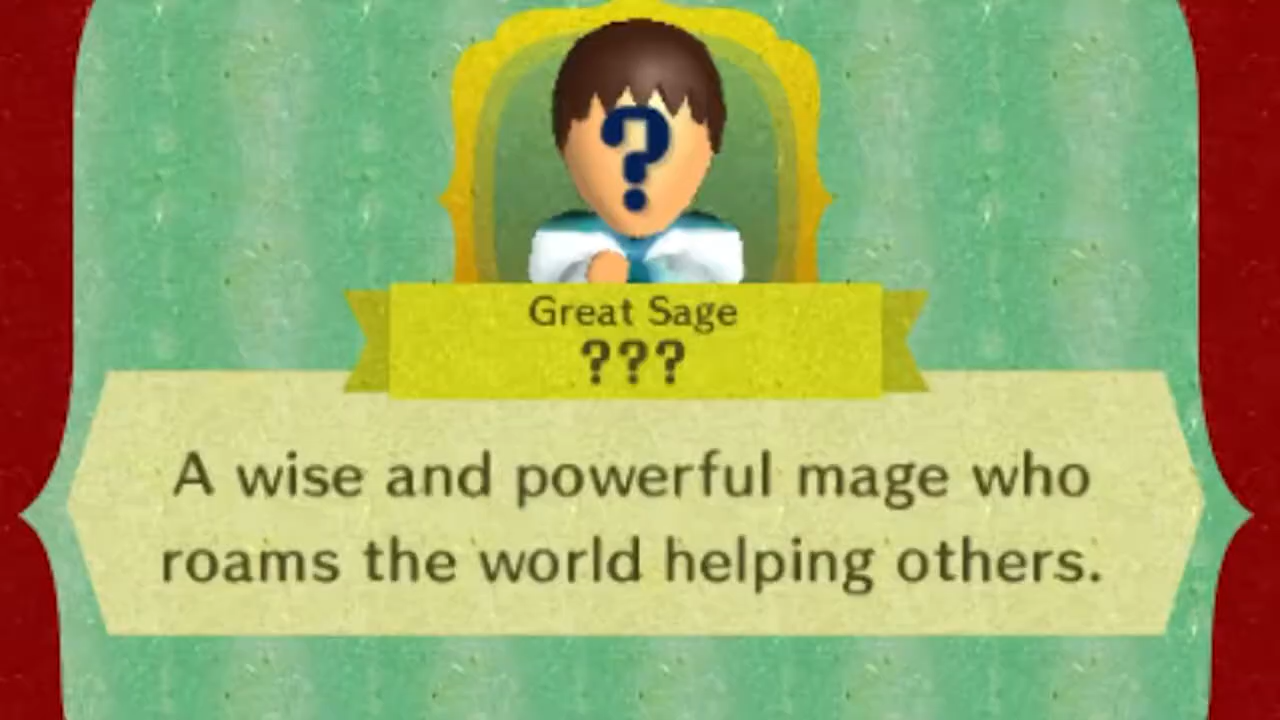 ?
Great Sage
???
A wise and powerful mage who
roams the world helping others.